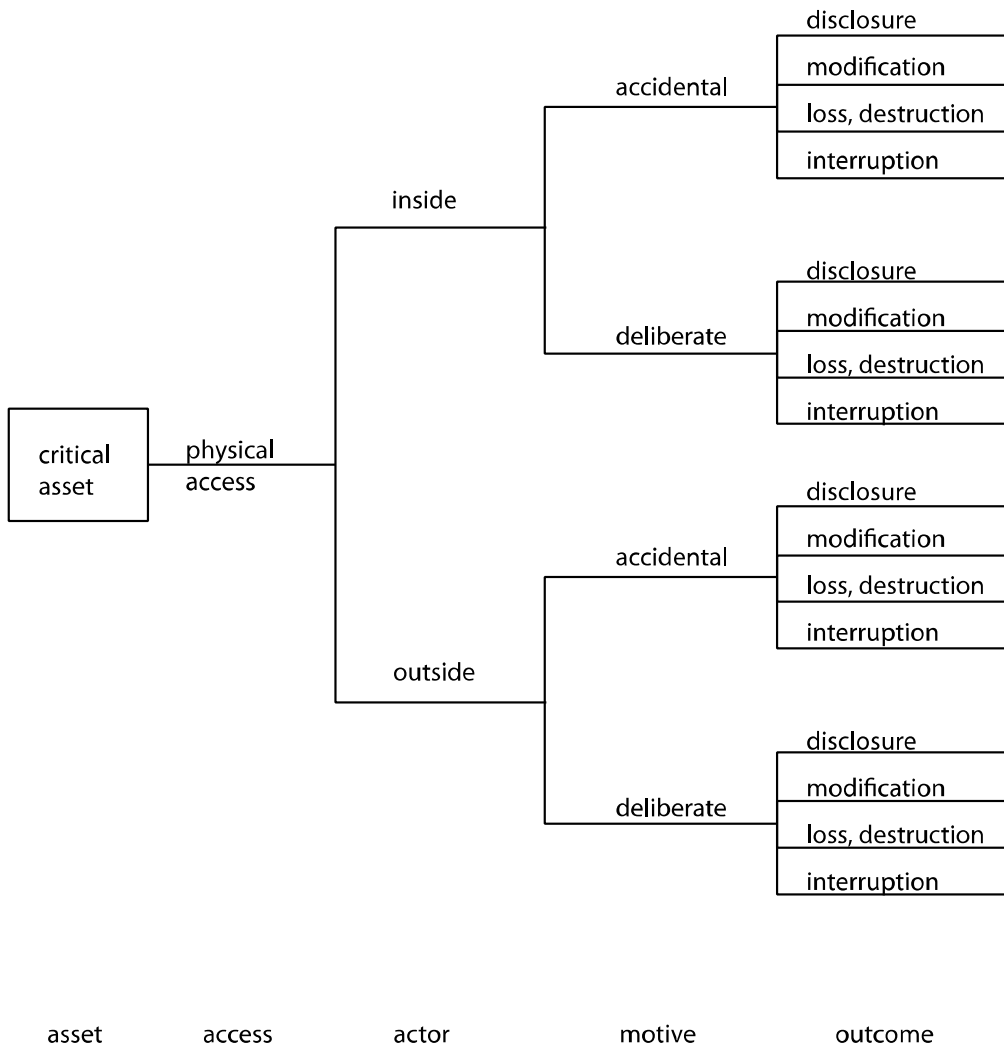 disclosure
modification
accidental
loss, destruction
interruption
inside
disclosure
modification
deliberate
loss, destruction
interruption
critical
asset
physical
access
disclosure
modification
accidental
loss, destruction
interruption
outside
disclosure
modification
deliberate
loss, destruction
interruption
asset
access
actor
motive
outcome